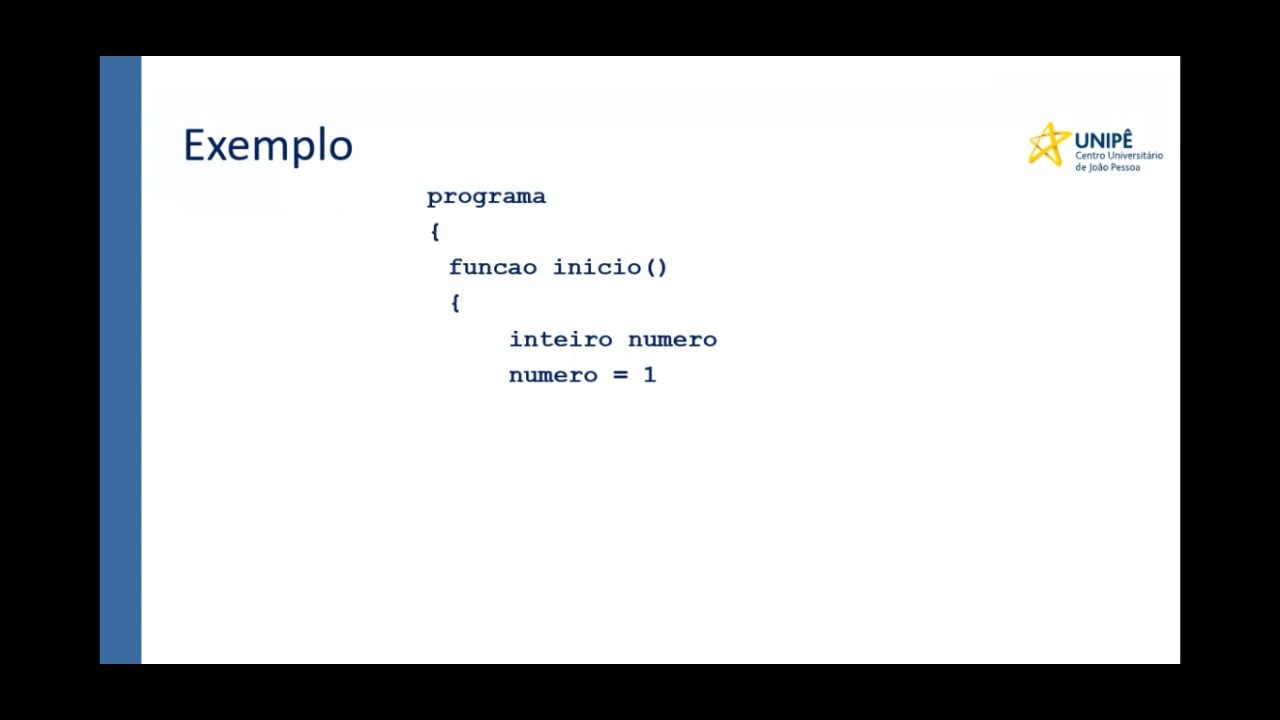 Exemplo
UNIPÊ
Centro Universitário
de João Pessoa
programa
{
funcao inicio()
{
inteiro numero
numero = 1